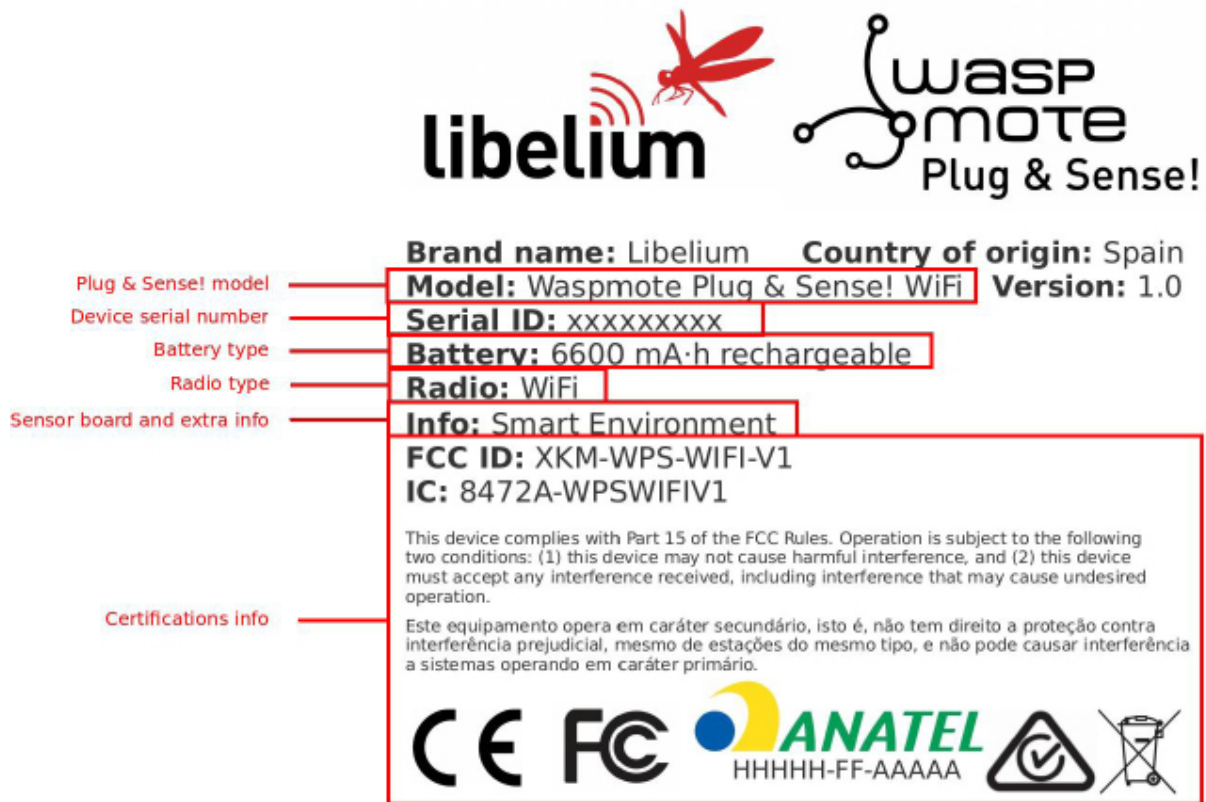 libelium
wasp
mote
Plug & Sense!
Brand name: Libelium Country of origin: Spain
Plug & Sense! model Model: Waspmote Plug & Sense! WiFi Version: 1.0
Device serial number Serial ID: xxxxxxxxx
Battery type Battery: 6600 mA·h rechargeable
Radio type Radio: WiFi
Sensor board and extra info Info: Smart Environment
FCC ID: XKM-WPS-WIFI-V1
IC: 8472A-WPSWIFIV1
This device complies with Part 15 of the FCC Rules. Operation is subject to the following
two conditions: (1) this device may not cause harmful interference, and (2) this device
must accept any interference received, including interference that may cause undesired
operation.
Certifications info
Este equipamento opera em caráter secundário, isto é, não tem direito a proteção contra
interferência prejudicial, mesmo de estações do mesmo tipo, e não pode causar interferência
a sistemas operando em caráter primário.
CE FC ANATEL
HHHHH-FF-AAAAA